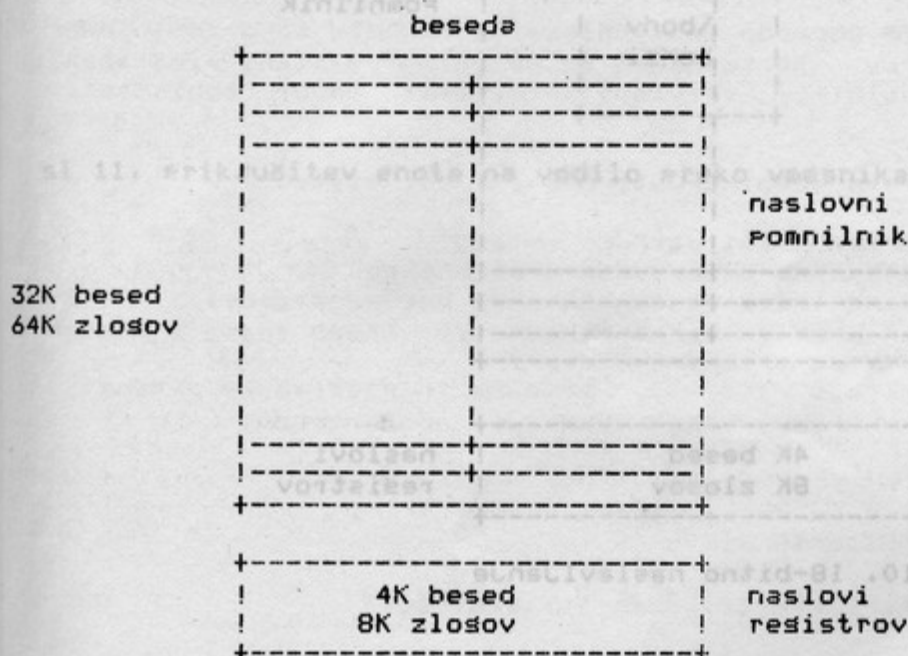 beseda
naslovni
pomnilnik
32K besed
64K zlogov
4K besed
8K zlogov
naslovi
registrov